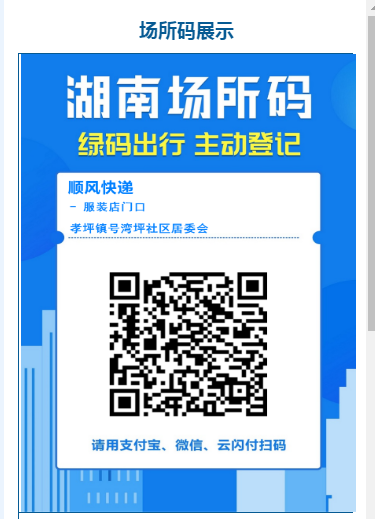 场所码展示
湖南场所码
绿码出行 主动登记
顺风快递
- 服装店门口
孝坪镇号湾坪社区居委会
请用支付宝、微信、云闪付扫码